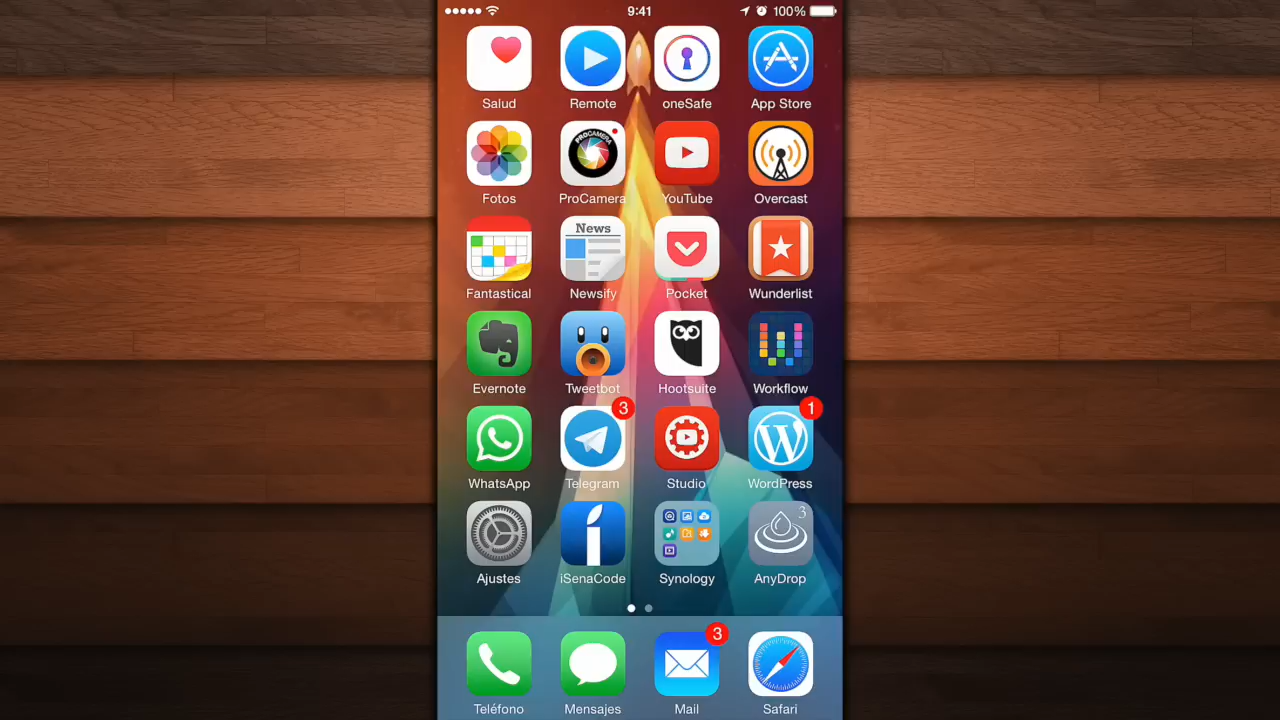 9:41
100%
Salud Remote oneSafe App Store
PROCAMERA
Fotos ProCamera YouTube Overcast
News
Fantastical Newsify Pocket Wunderlist
Evernote Tweetbot Hootsuite Workflow
3 1
WhatsApp Telegram Studio WordPress
3
Ajustes iSenaCode Synology AnyDrop
3
Teléfono Mensajes Mail Safari